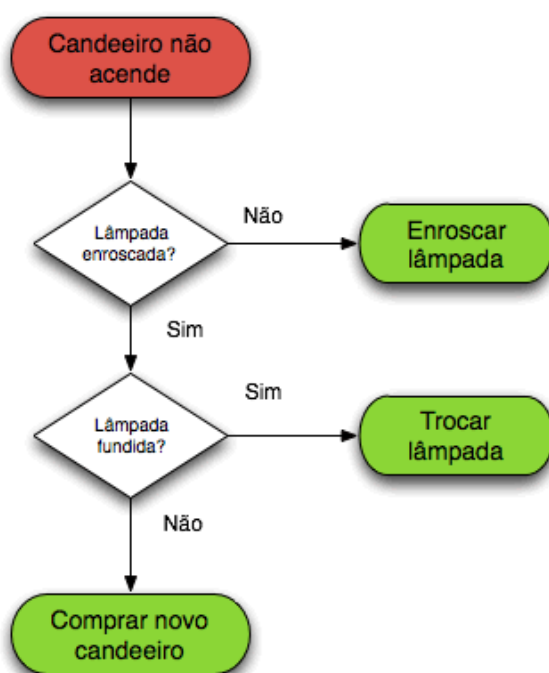 Candeeiro não
acende
Lâmpada
enroscada?
Não
Enroscar
lâmpada
Sim
Lâmpada
fundida?
Sim
Trocar
lâmpada
Não
Comprar novo
candeeiro